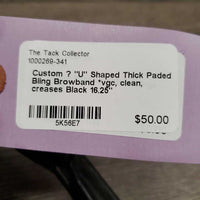 The Tack Collector
1000269-341
Custom ? "U" Shaped Thick Paded
Bling Browband *vgc, clean,
creases Black 16.25"
$50.00
5K56E7